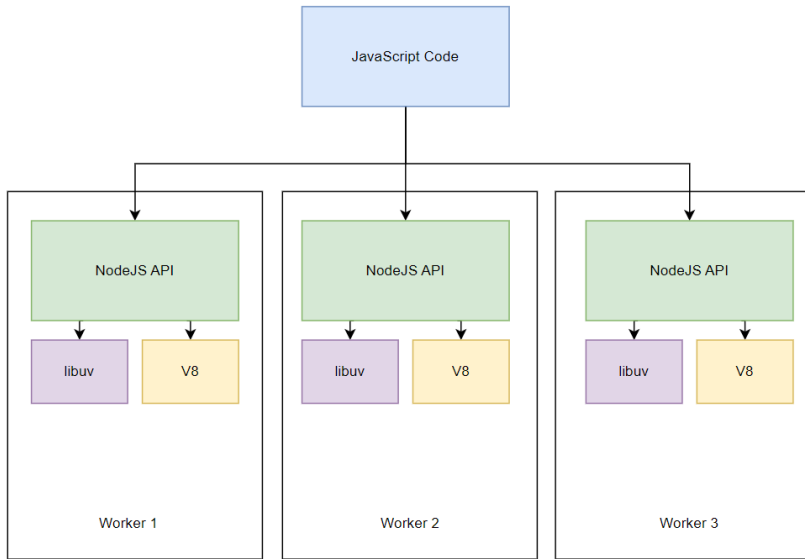 JavaScript Code
NodeJS API
NodeJS API
NodeJS API
libuv
V8
libuv
V8
libuv
V8
Worker 1
Worker 2
Worker 3